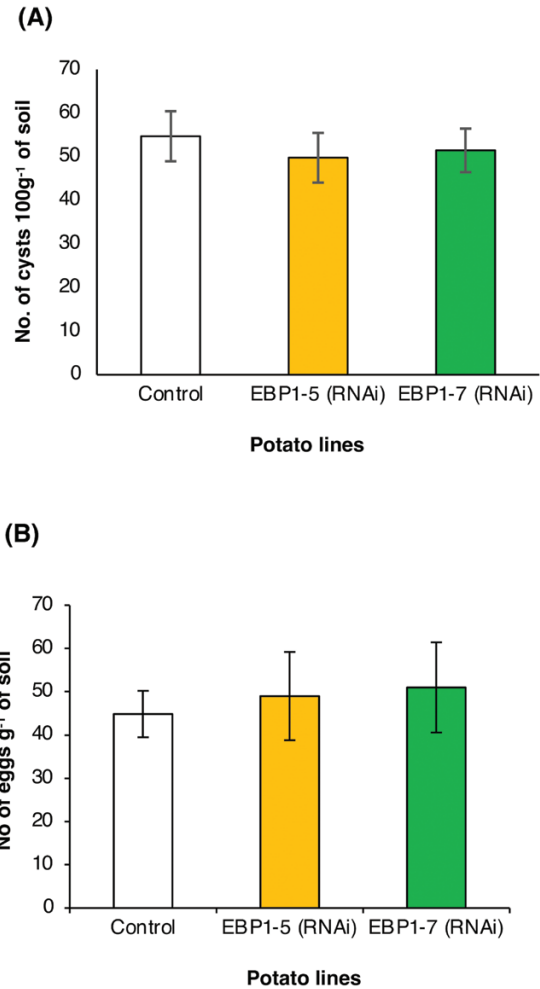 (A)
No. of cysts 100g-1 of soil
70
60
50
40
30
20
10
0
Control EBP1-5 (RNAi) EBP1-7 (RNAi)
Potato lines
(B)
No of eggs g-1 of soil
70
60
50
40
30
20
10
0
Control EBP1-5 (RNAi) EBP1-7 (RNAi)
Potato lines